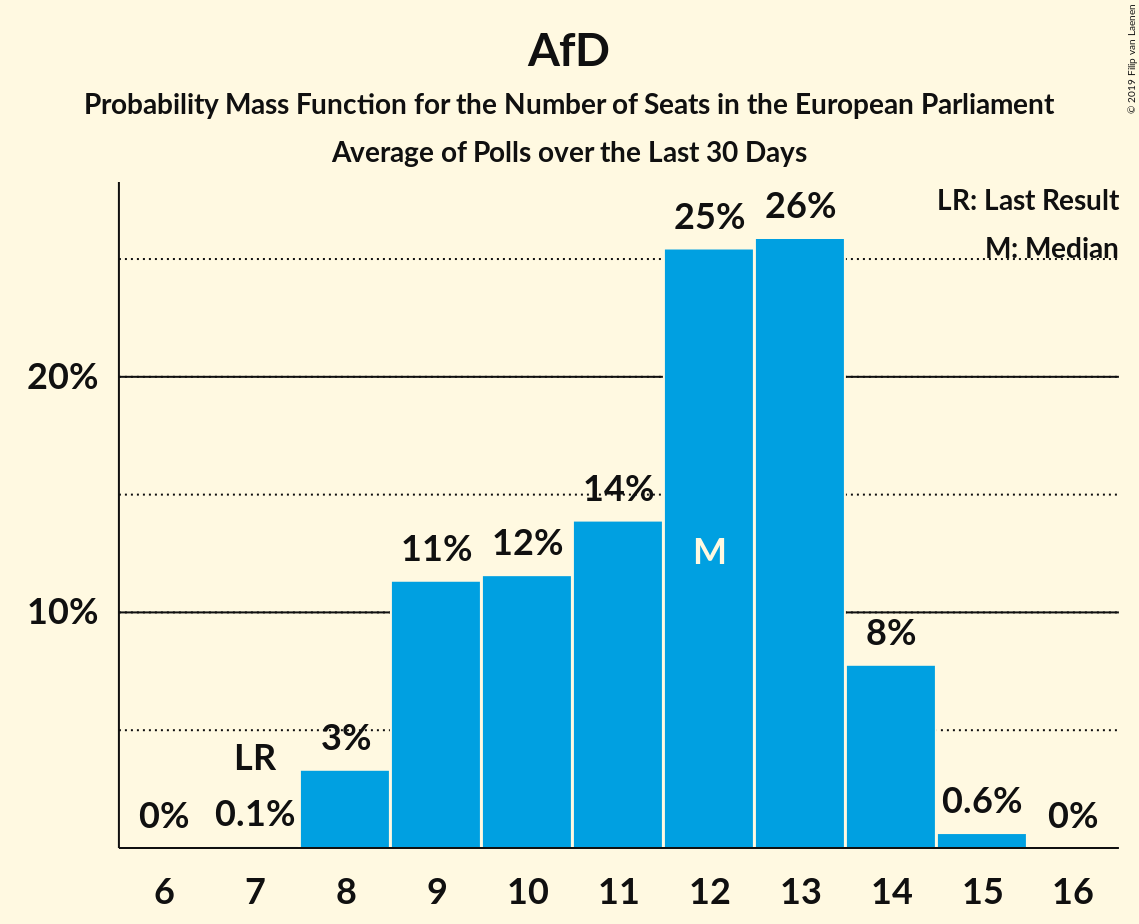 AfD
Probability Mass Function for the Number of Seats in the European Parliament
Average of Polls over the Last 30 Days
© 2019 Filip van Laenen
LR: Last Result
M: Median
20%
10%
0%
0.1%
LR
3%
11%
12%
14%
25%
M
26%
8%
0.6%
0%
6 7 8 9 10 11 12 13 14 15 16